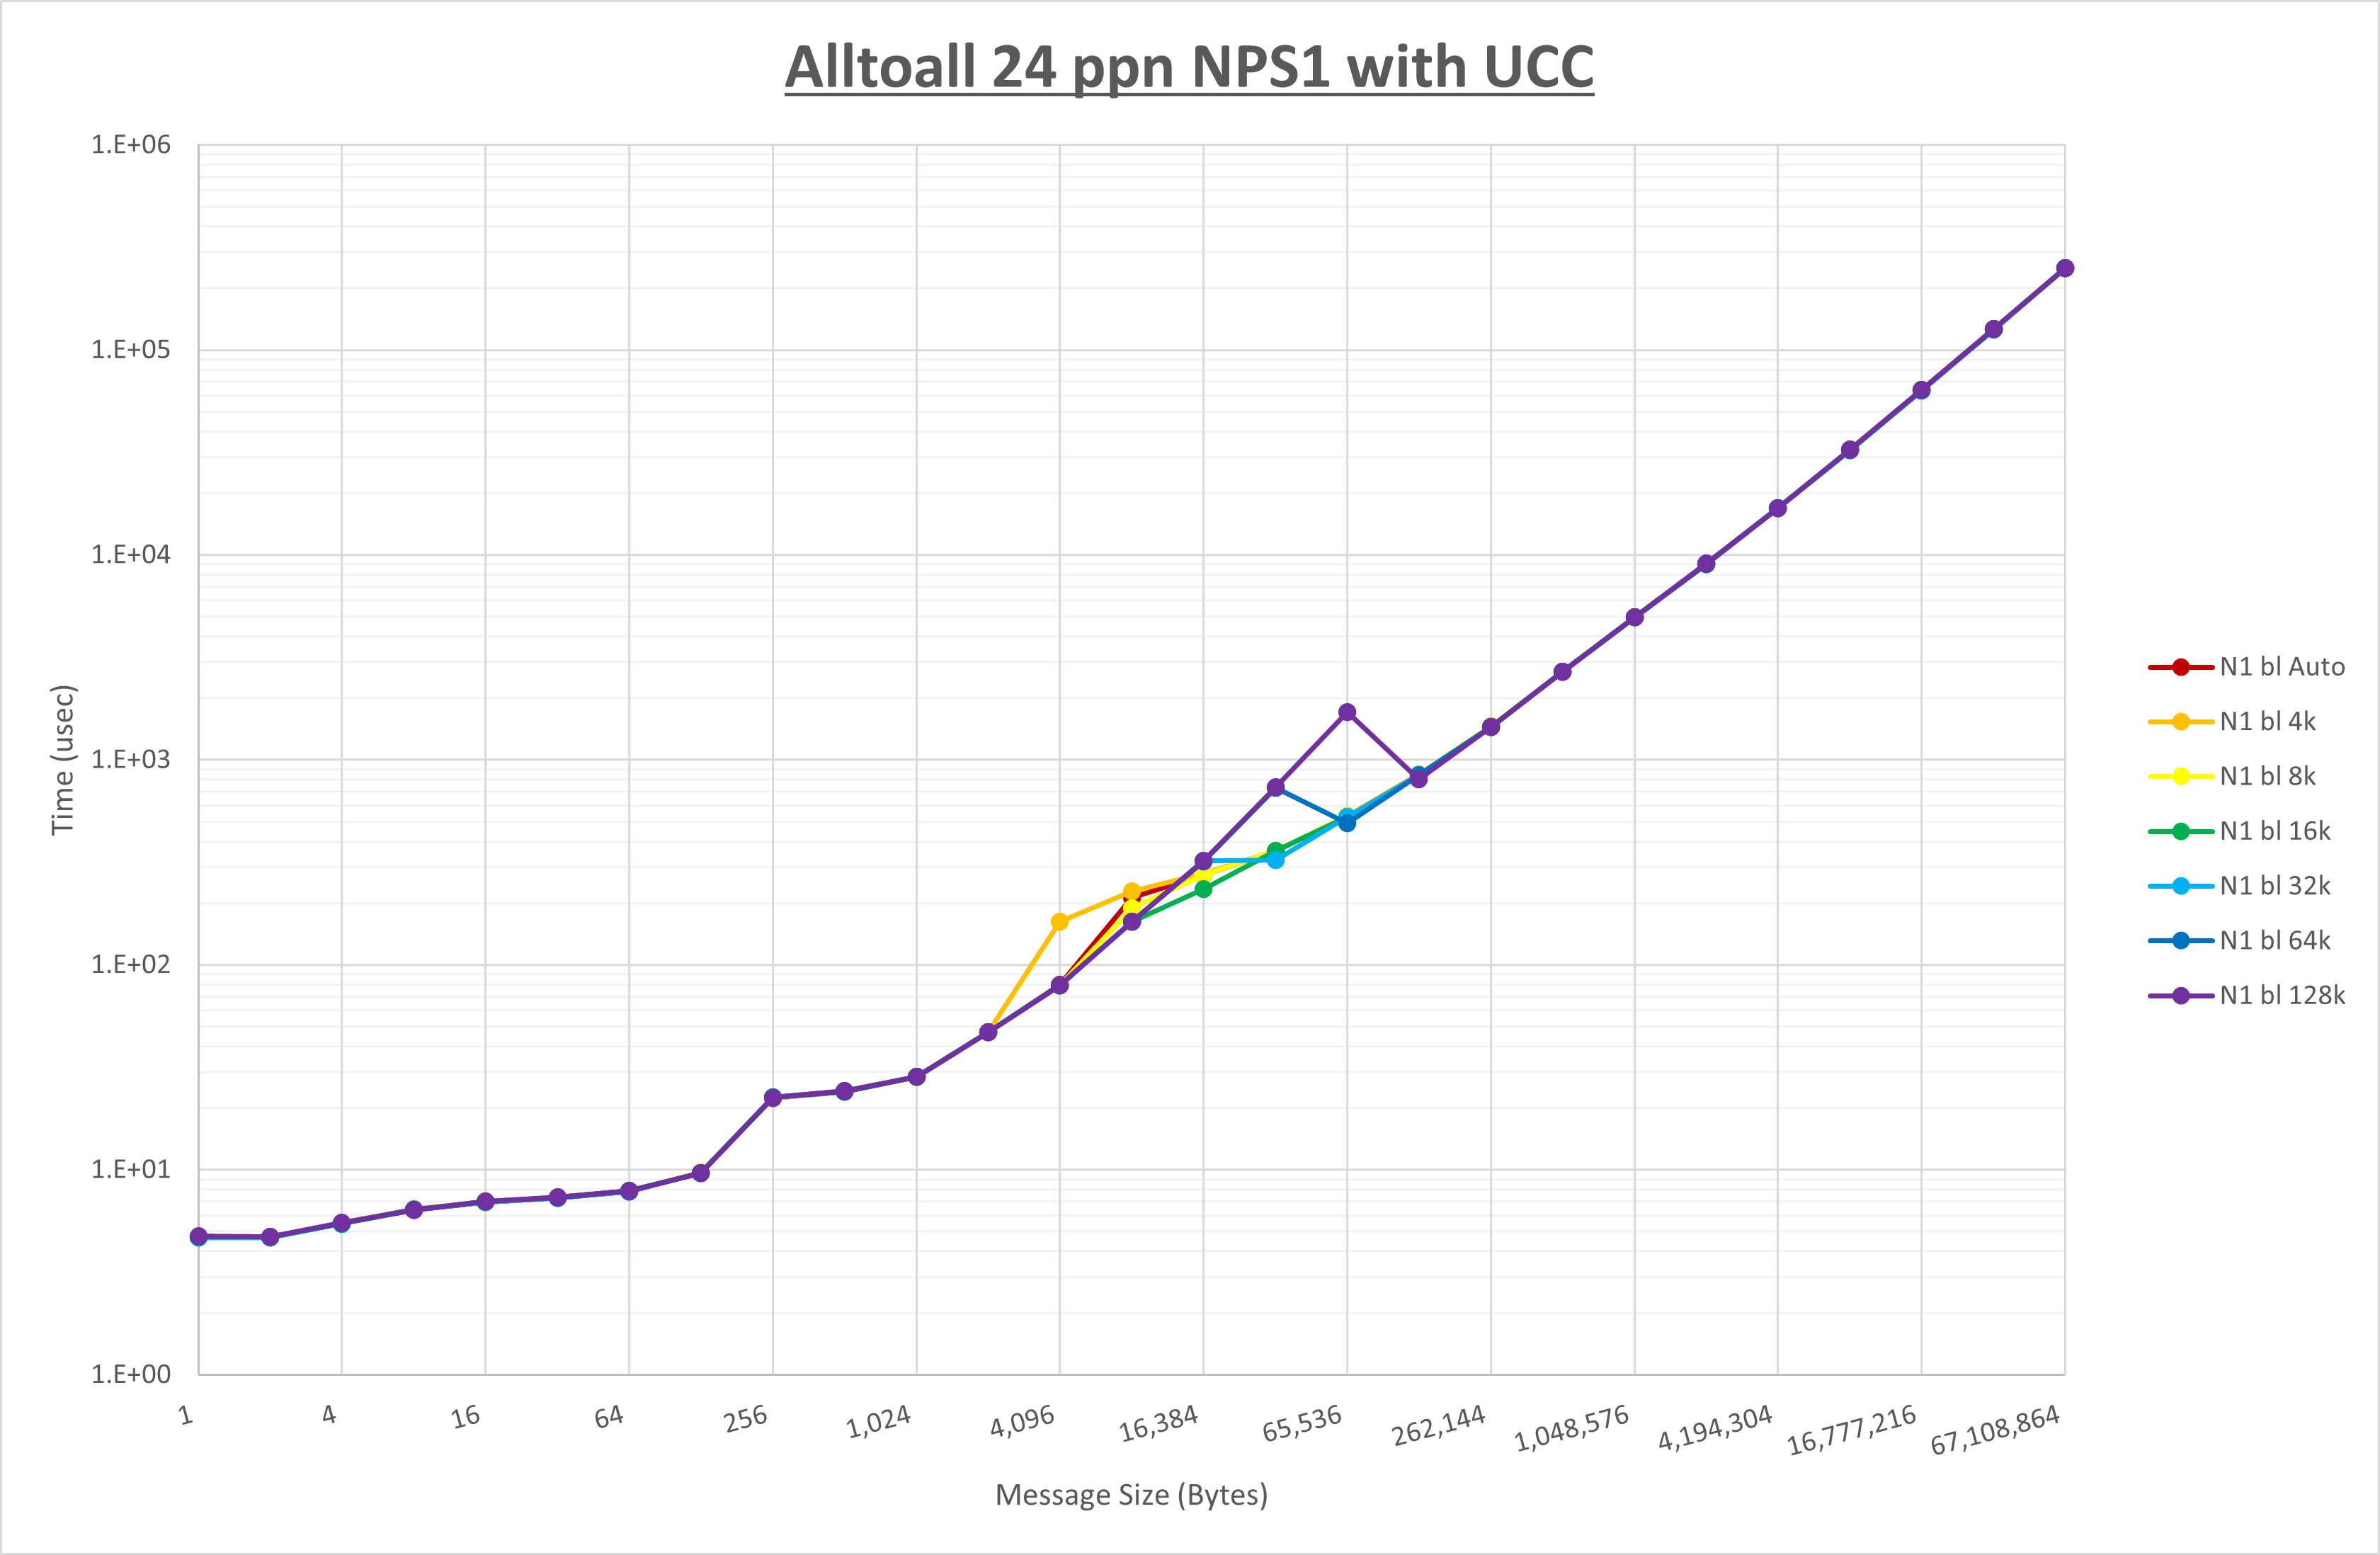 Alltoall 24 ppn NPS1 with UCC
1.E+06
1.E+05
1.E+04
1.E+03
1.E+02
1.E+01
1.E+00
Time (usec)
1
4
16
64
256
1,024
4,096
16,384
65,536
262,144
1,048,576
4,194,304
16,777,216
67,108,864
Message Size (Bytes)
N1 bl Auto
N1 bl 4k
N1 bl 8k
N1 bl 16k
N1 bl 32k
N1 bl 64k
N1 bl 128k